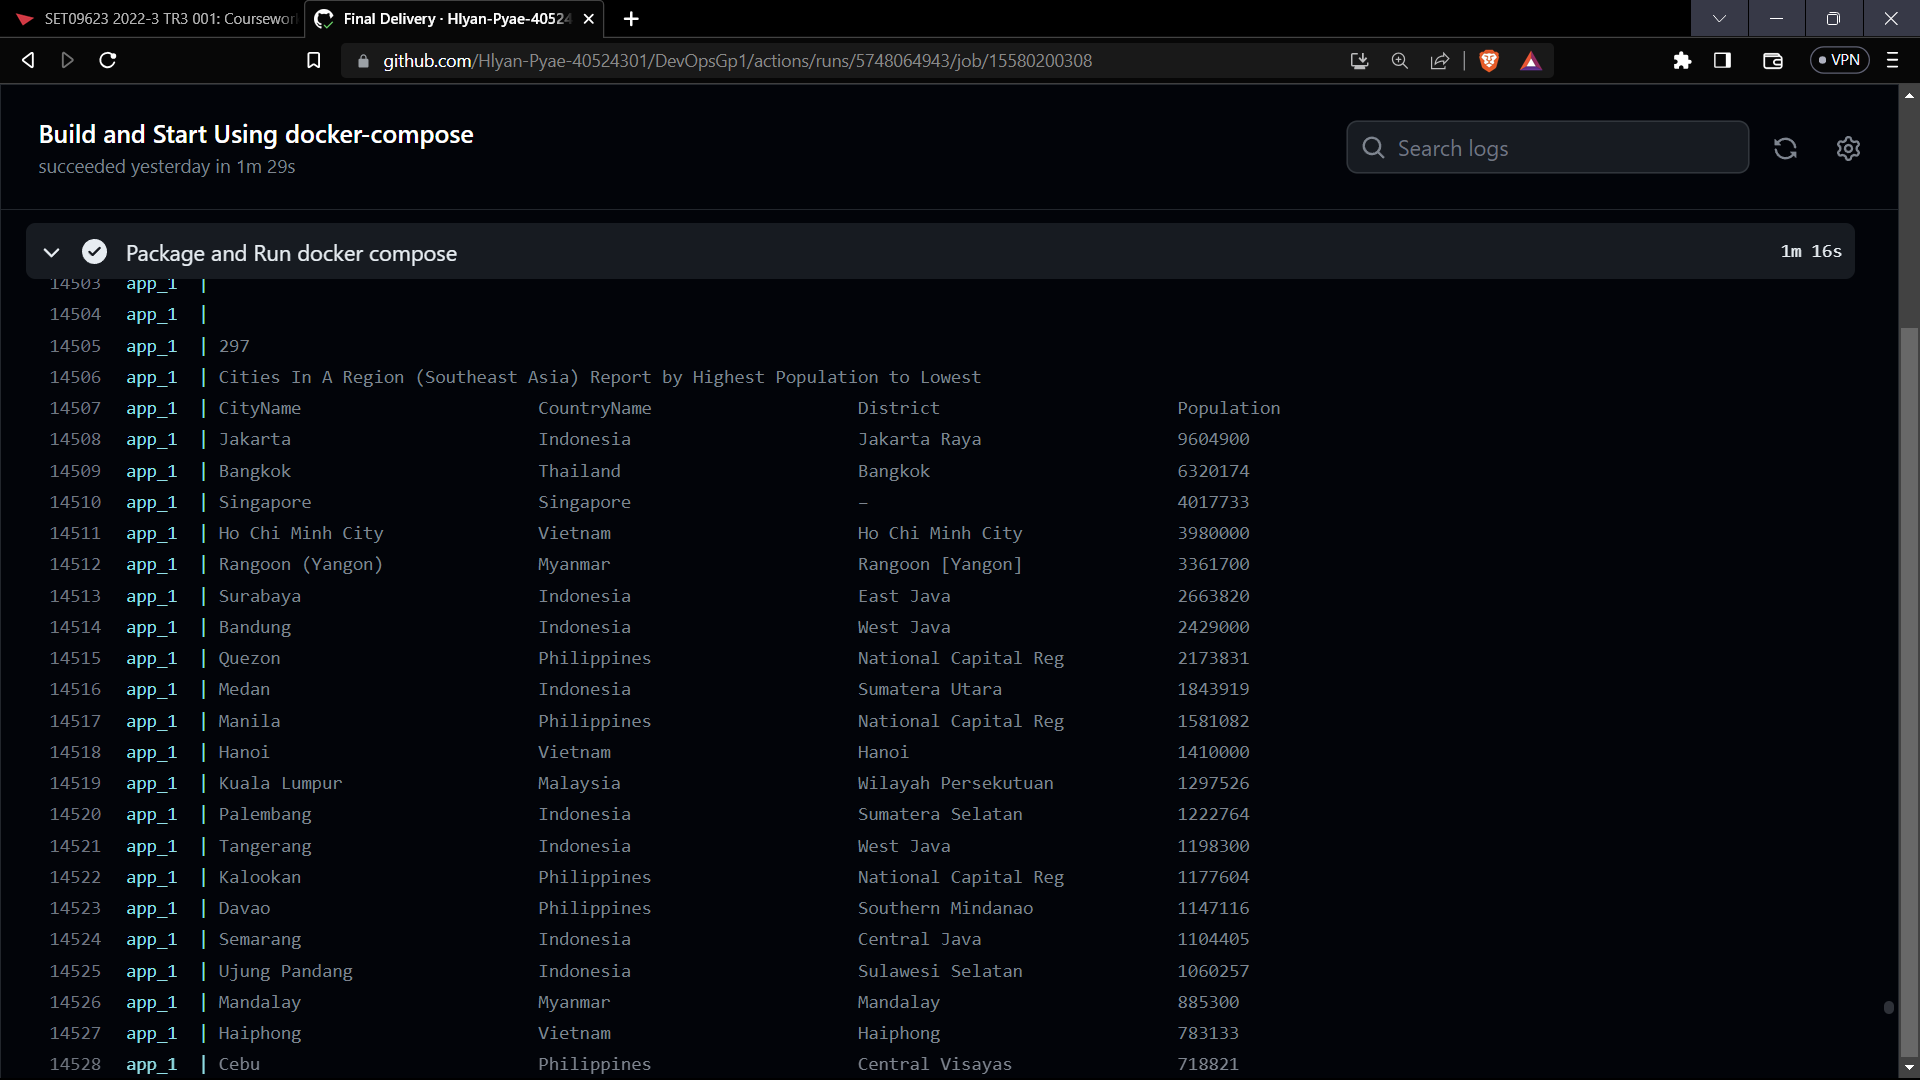 SET09623 2022-3 TR3 001: Coursewor
Final Delivery · Hlyan-Pyae-40524
github.com/Hlyan-Pyae-40524301/DevOpsGp1/actions/runs/5748064943/job/15580200308
VPN
Build and Start Using docker-compose
succeeded yesterday in 1m 29s
Search logs
Package and Run docker compose 1m 16s
14503 app_1 |
14504 app_1 |
14505 app_1 | 297
14506 app_1 | Cities In A Region (Southeast Asia) Report by Highest Population to Lowest
14507 app_1 | CityName CountryName District Population
14508 app_1 | Jakarta Indonesia Jakarta Raya 9604900
14509 app_1 | Bangkok Thailand Bangkok 6320174
14510 app_1 | Singapore Singapore – 4017733
14511 app_1 | Ho Chi Minh City Vietnam Ho Chi Minh City 3980000
14512 app_1 | Rangoon (Yangon) Myanmar Rangoon [Yangon] 3361700
14513 app_1 | Surabaya Indonesia East Java 2663820
14514 app_1 | Bandung Indonesia West Java 2429000
14515 app_1 | Quezon Philippines National Capital Reg 2173831
14516 app_1 | Medan Indonesia Sumatera Utara 1843919
14517 app_1 | Manila Philippines National Capital Reg 1581082
14518 app_1 | Hanoi Vietnam Hanoi 1410000
14519 app_1 | Kuala Lumpur Malaysia Wilayah Persekutuan 1297526
14520 app_1 | Palembang Indonesia Sumatera Selatan 1222764
14521 app_1 | Tangerang Indonesia West Java 1198300
14522 app_1 | Kalookan Philippines National Capital Reg 1177604
14523 app_1 | Davao Philippines Southern Mindanao 1147116
14524 app_1 | Semarang Indonesia Central Java 1104405
14525 app_1 | Ujung Pandang Indonesia Sulawesi Selatan 1060257
14526 app_1 | Mandalay Myanmar Mandalay 885300
14527 app_1 | Haiphong Vietnam Haiphong 783133
14528 app_1 | Cebu Philippines Central Visayas 718821